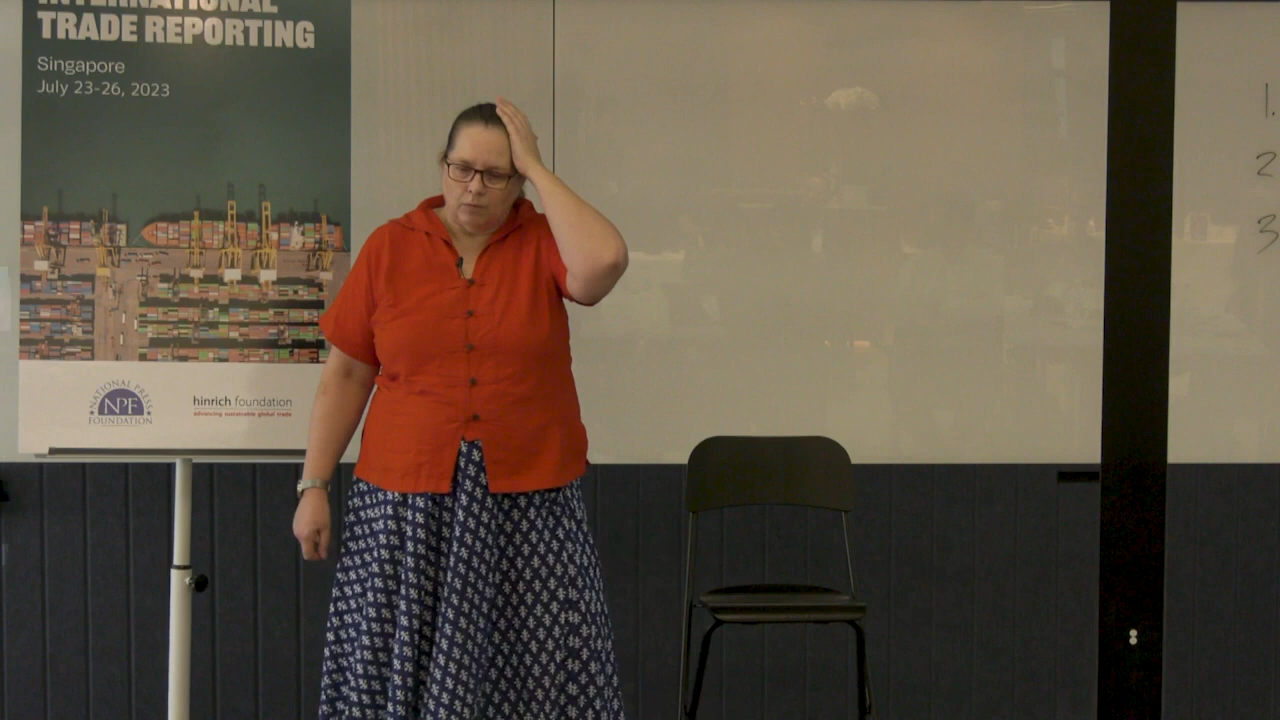 INTERNATIONAL
TRADE REPORTING
Singapore
July 23-26, 2023
NATIONAL PRESS
NPF
FOUNDATION
hinrich foundation
advancing sustainable global trade
1.
2
3